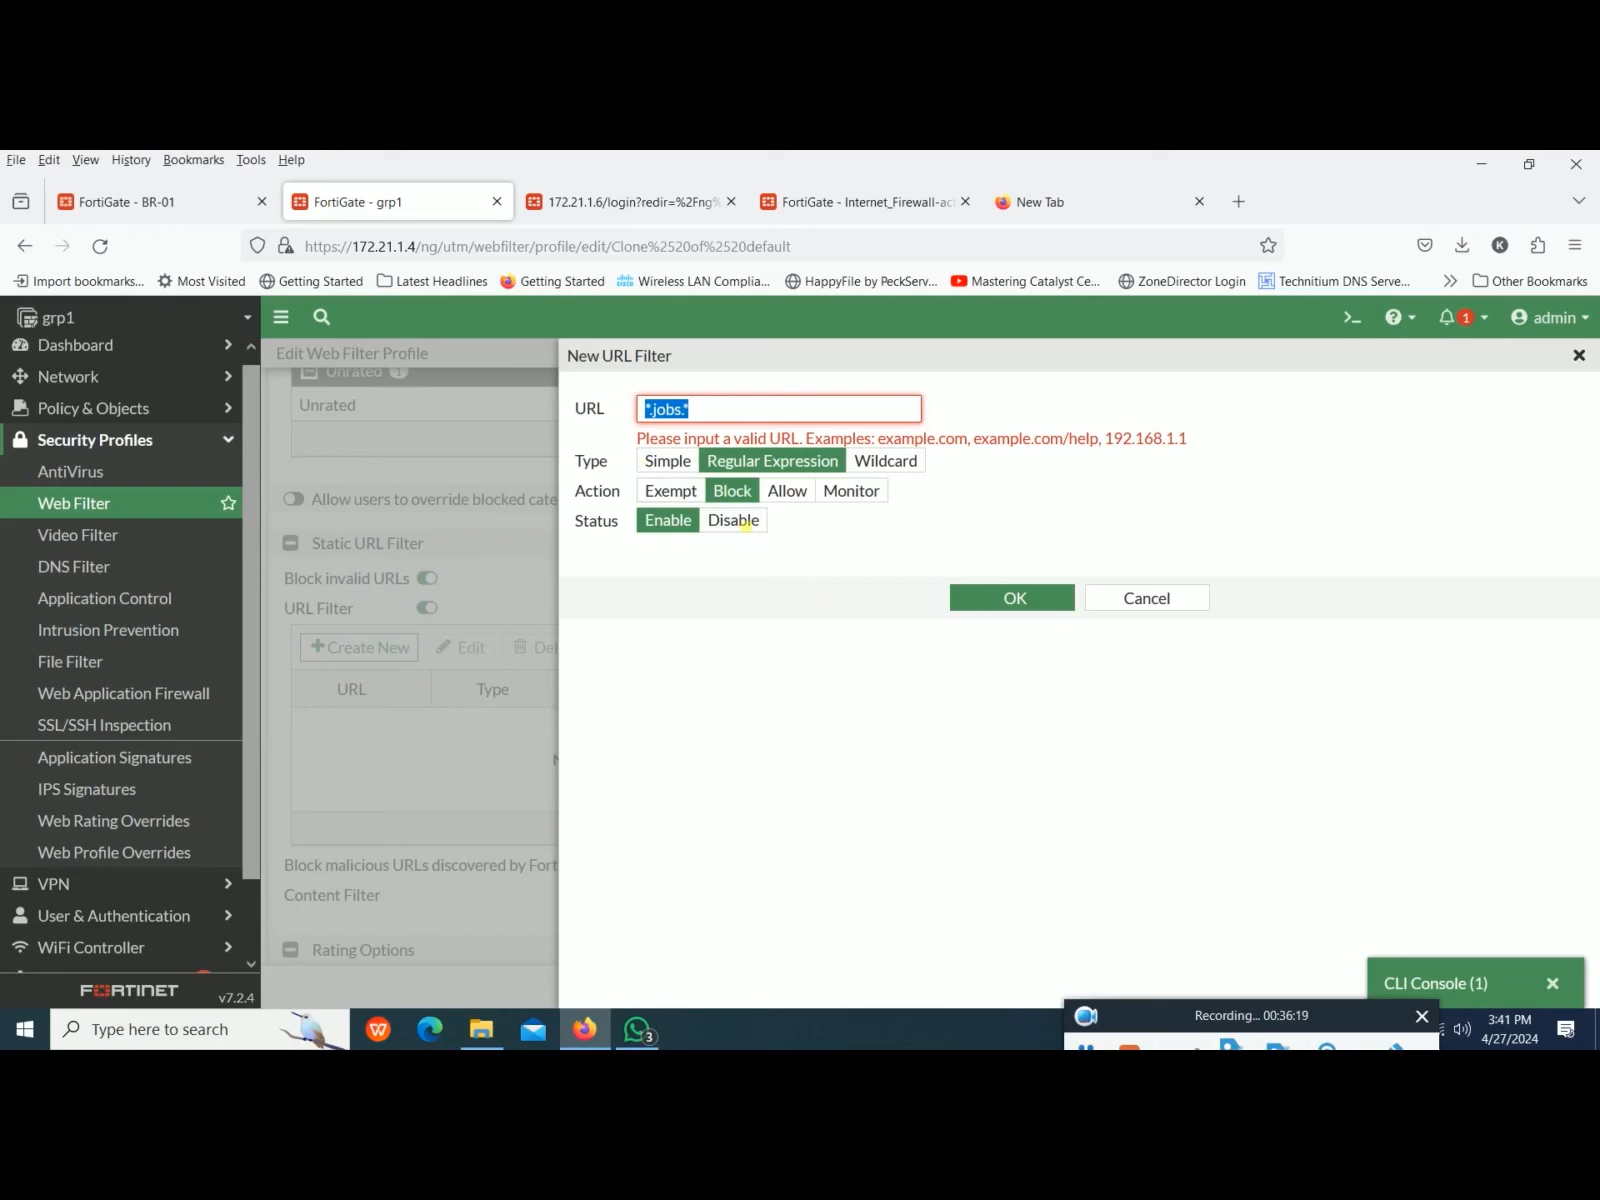 File Edit View History Bookmarks Tools Help
FortiGate - BR-01
FortiGate - grp1
172.21.1.6/login?redir=%2Fng%
FortiGate - Internet_Firewall-act
New Tab
https://172.21.1.4/ng/utm/webfilter/profile/edit/Clone%2520of%2520default
K
Import bookmarks... Most Visited Getting Started Latest Headlines Getting Started Wireless LAN Complia... HappyFile by PeckServ... Mastering Catalyst Ce... ZoneDirector Login Technitium DNS Serve... Other Bookmarks
grp1
1
admin
Dashboard
Network
Policy & Objects
Security Profiles
AntiVirus
Web Filter
Video Filter
DNS Filter
Application Control
Intrusion Prevention
File Filter
Web Application Firewall
SSL/SSH Inspection
Application Signatures
IPS Signatures
Web Rating Overrides
Web Profile Overrides
VPN
User & Authentication
WiFi Controller
FORTINET
v7.2.4
Edit Web Filter Profile
Unrated 1
Unrated
Allow users to override blocked cate
Static URL Filter
Block invalid URLs
URL Filter
Create New Edit Del
URL Type
N
Block malicious URLs discovered by Fort
Content Filter
Rating Options
New URL Filter
URL *.jobs.*
Please input a valid URL. Examples: example.com, example.com/help, 192.168.1.1
Type Simple Regular Expression Wildcard
Action Exempt Block Allow Monitor
Status Enable Disable
OK Cancel
CLI Console (1)
Recording... 00:36:19
Type here to search
W
3
3:41 PM
4/27/2024